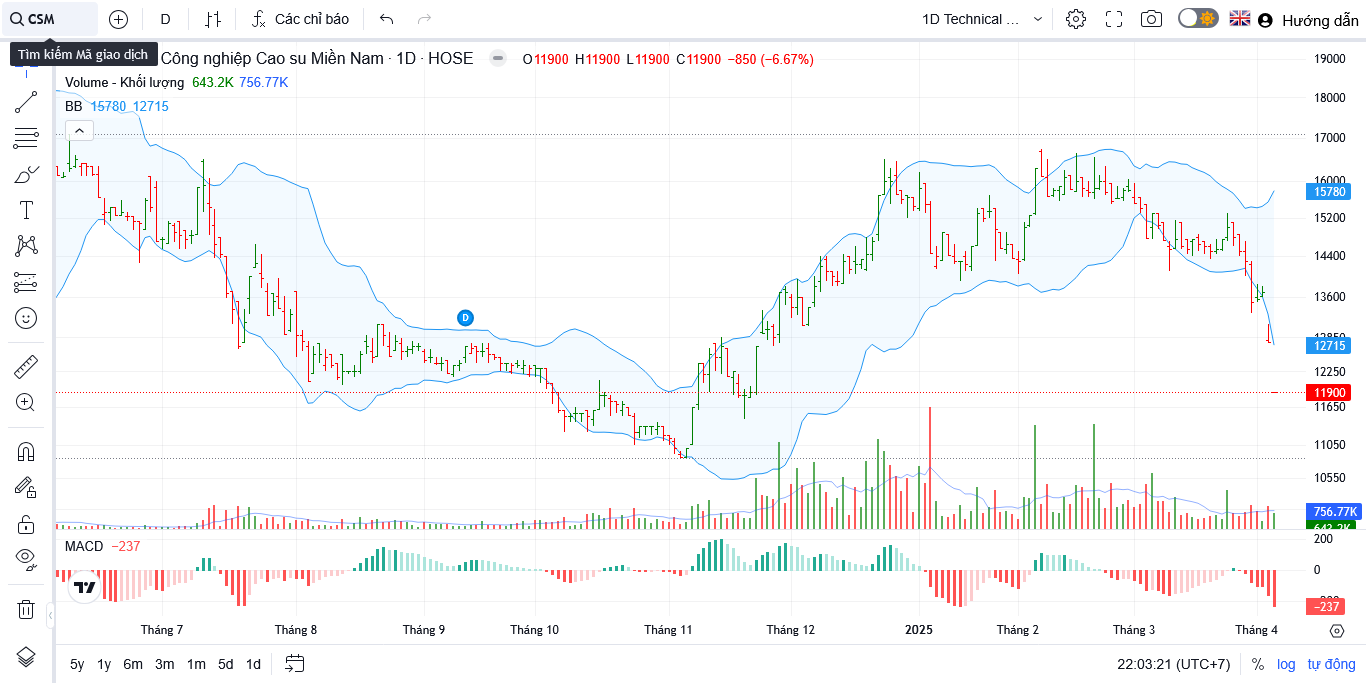 CSM
D
Các chỉ báo
1D Technical ...
Hướng dẫn
Tìm kiếm Mã giao dịch
Công nghiệp Cao su Miền Nam · 1D · HOSE
O11900 H11900 L11900 C11900 −850 (−6.67%)
Volume - Khối lượng 643.2K 756.77K
BB 15780 12715
D
19000
18000
17000
16000
15780
15200
14400
13600
12850
12715
12250
11900
11650
11050
10550
756.77K
643.2K
MACD −237
200
0
−200
−237
Tháng 7
Tháng 8
Tháng 9
Tháng 10
Tháng 11
Tháng 12
2025
Tháng 2
Tháng 3
Tháng 4
5y 1y 6m 3m 1m 5d 1d
22:03:21 (UTC+7)
% log tự động